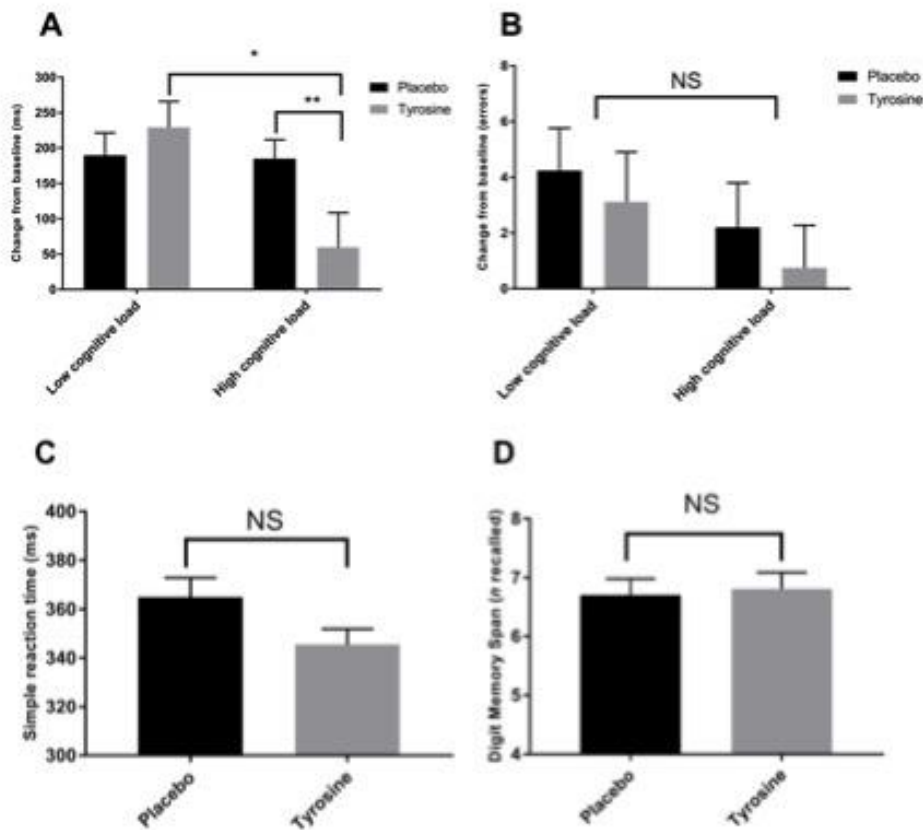 A
*
**
Placebo
Tyrosine
Change from baseline (ms)
300
250
200
150
100
50
0
Low cognitive load
High cognitive load
B
NS
Placebo
Tyrosine
Change from baseline (errors)
8
6
4
2
0
Low cognitive load
High cognitive load
C
NS
Simple reaction time (ms)
400
380
360
340
320
300
Placebo
Tyrosine
D
NS
Digit Memory Span (n recalled)
8
7
6
5
4
Placebo
Tyrosine